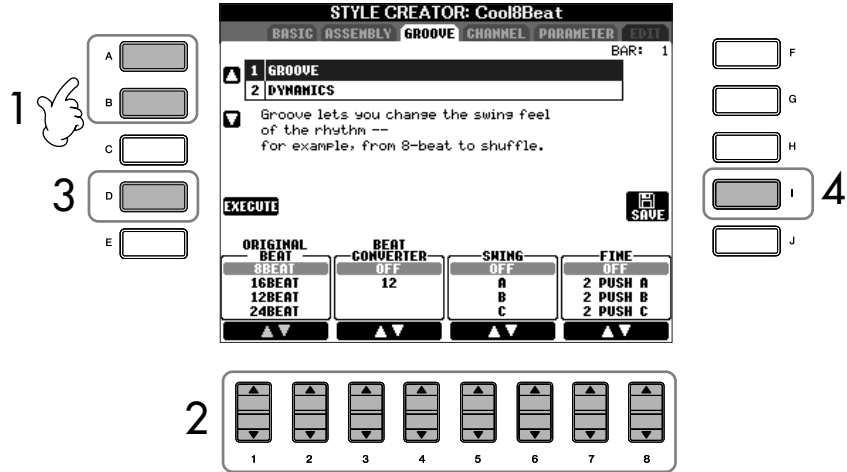 STYLE CREATOR: Cool8Beat
BASIC ASSEMBLY GROOVE CHANNEL PARAMETER EDIT
BAR: 1
1 GROOVE
2 DYNAMICS
Groove lets you change the swing feel
of the rhythm --
for example, from 8-beat to shuffle.
EXECUTE
SAVE
ORIGINAL BEAT
8BEAT
16BEAT
12BEAT
24BEAT
BEAT CONVERTER
OFF
12
SWING
OFF
A
B
C
FINE
OFF
2 PUSH A
2 PUSH B
2 PUSH C
A
B
C
D
E
F
G
H
I
J
1
3
4
2
1 2 3 4 5 6 7 8